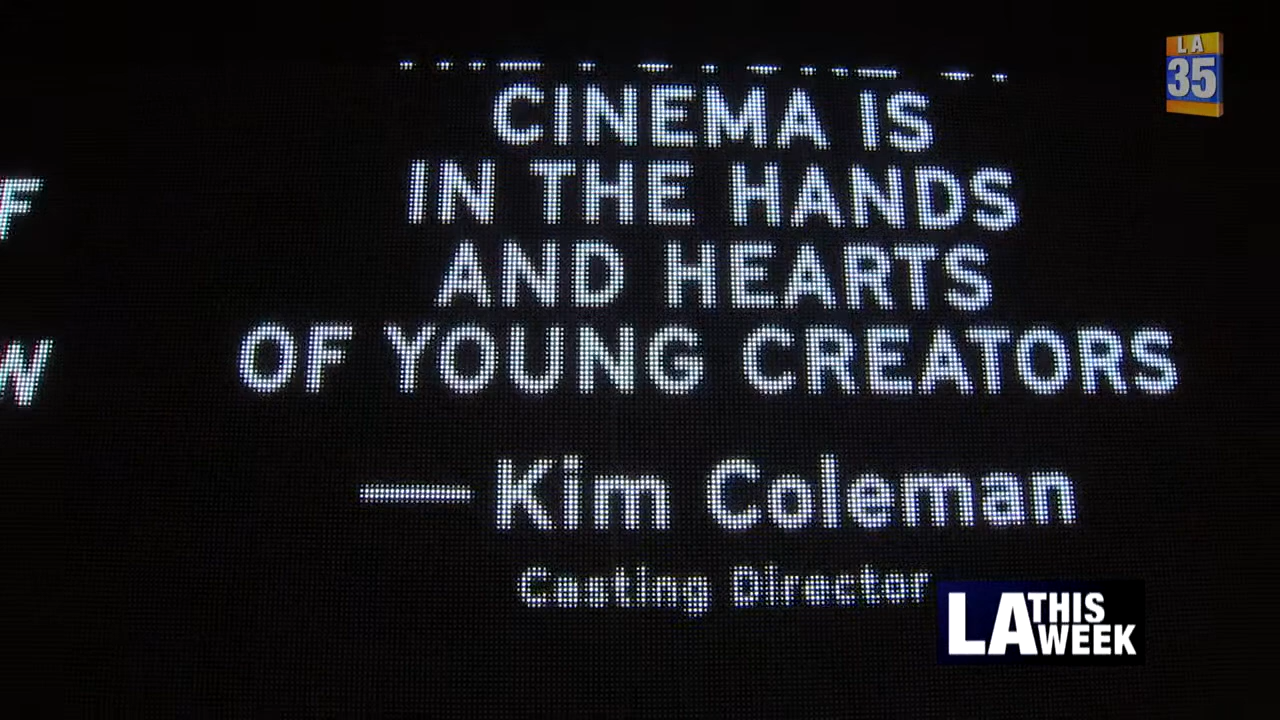 LA
35
CINEMA IS
IN THE HANDS
AND HEARTS
OF YOUNG CREATORS
— Kim Coleman
Casting Director
F
W
LA THIS
WEEK